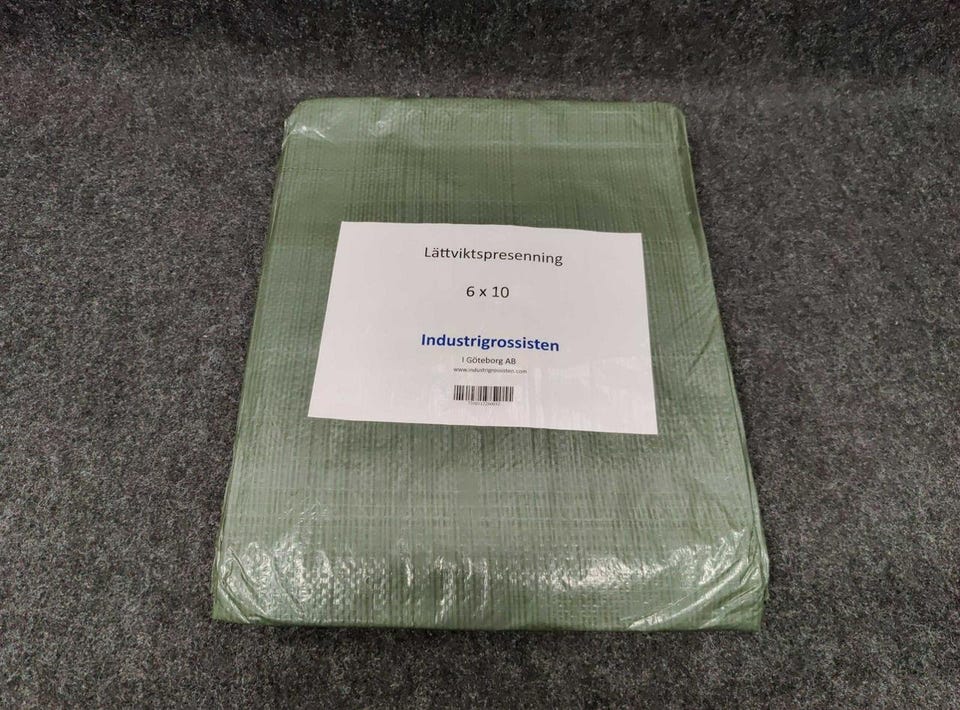 Lättviktspresenning
6 x 10
Industrigrossisten
I Göteborg AB
www.industrigrossisten.com